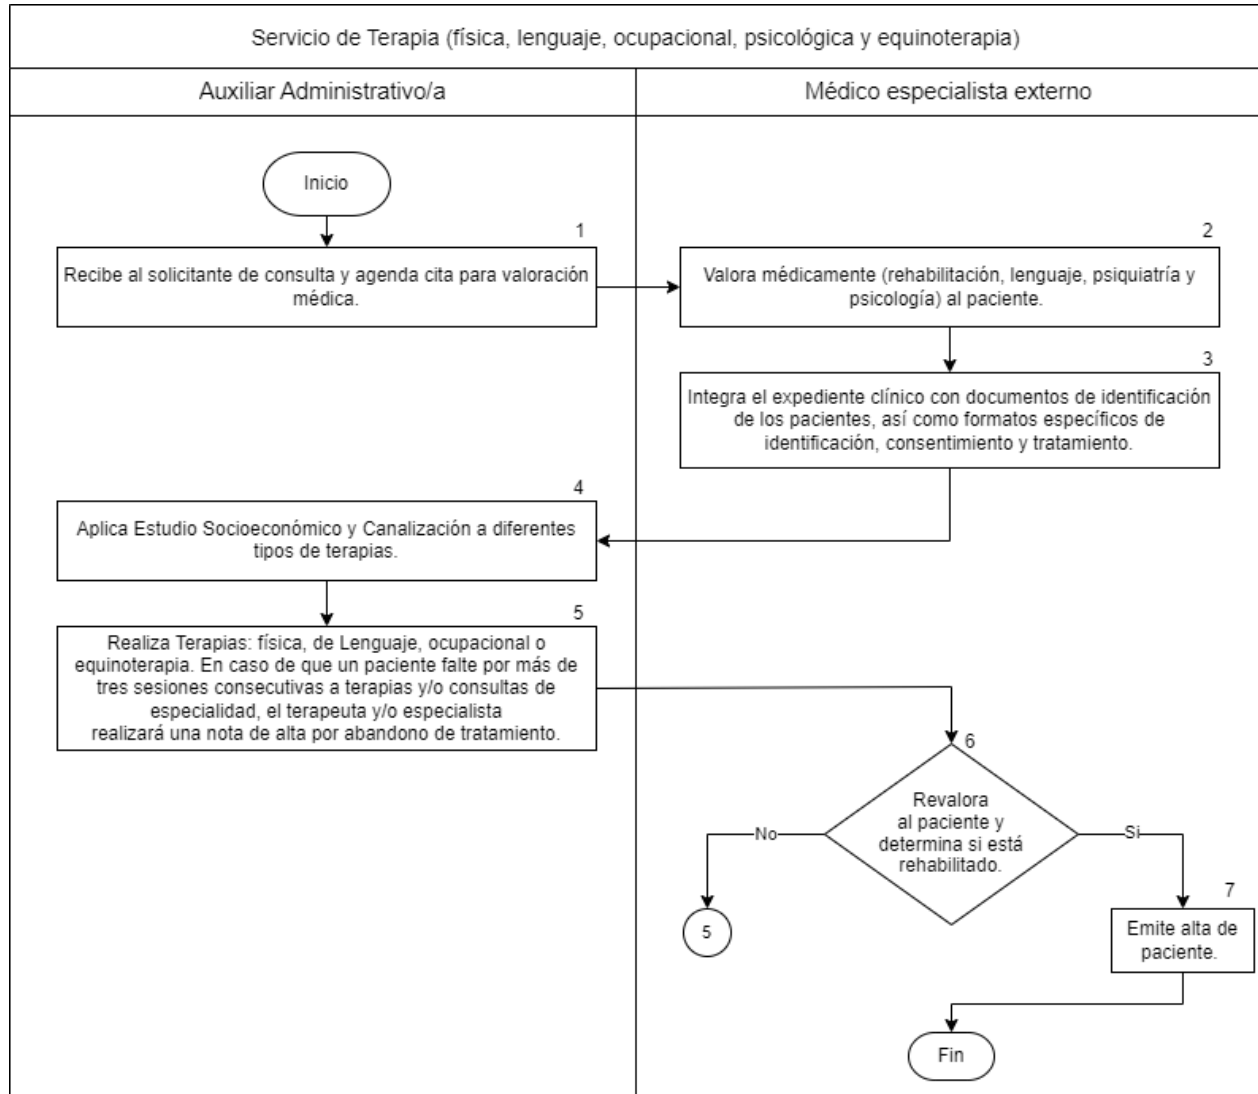 Servicio de Terapia (física, lenguaje, ocupacional, psicológica y equinoterapia)
Auxiliar Administrativo/a
Médico especialista externo
Inicio
1
Recibe al solicitante de consulta y agenda cita para valoración
médica.
2
Valora médicamente (rehabilitación, lenguaje, psiquiatría y
psicología) al paciente.
3
Integra el expediente clínico con documentos de identificación
de los pacientes, así como formatos específicos de
identificación, consentimiento y tratamiento.
4
Aplica Estudio Socioeconómico y Canalización a diferentes
tipos de terapias.
5
Realiza Terapias: física, de Lenguaje, ocupacional o
equinoterapia. En caso de que un paciente falte por más de
tres sesiones consecutivas a terapias y/o consultas de
especialidad, el terapeuta y/o especialista
realizará una nota de alta por abandono de tratamiento.
6
Revalora
al paciente y
determina si está
rehabilitado.
No
Si
5
7
Emite alta de
paciente.
Fin